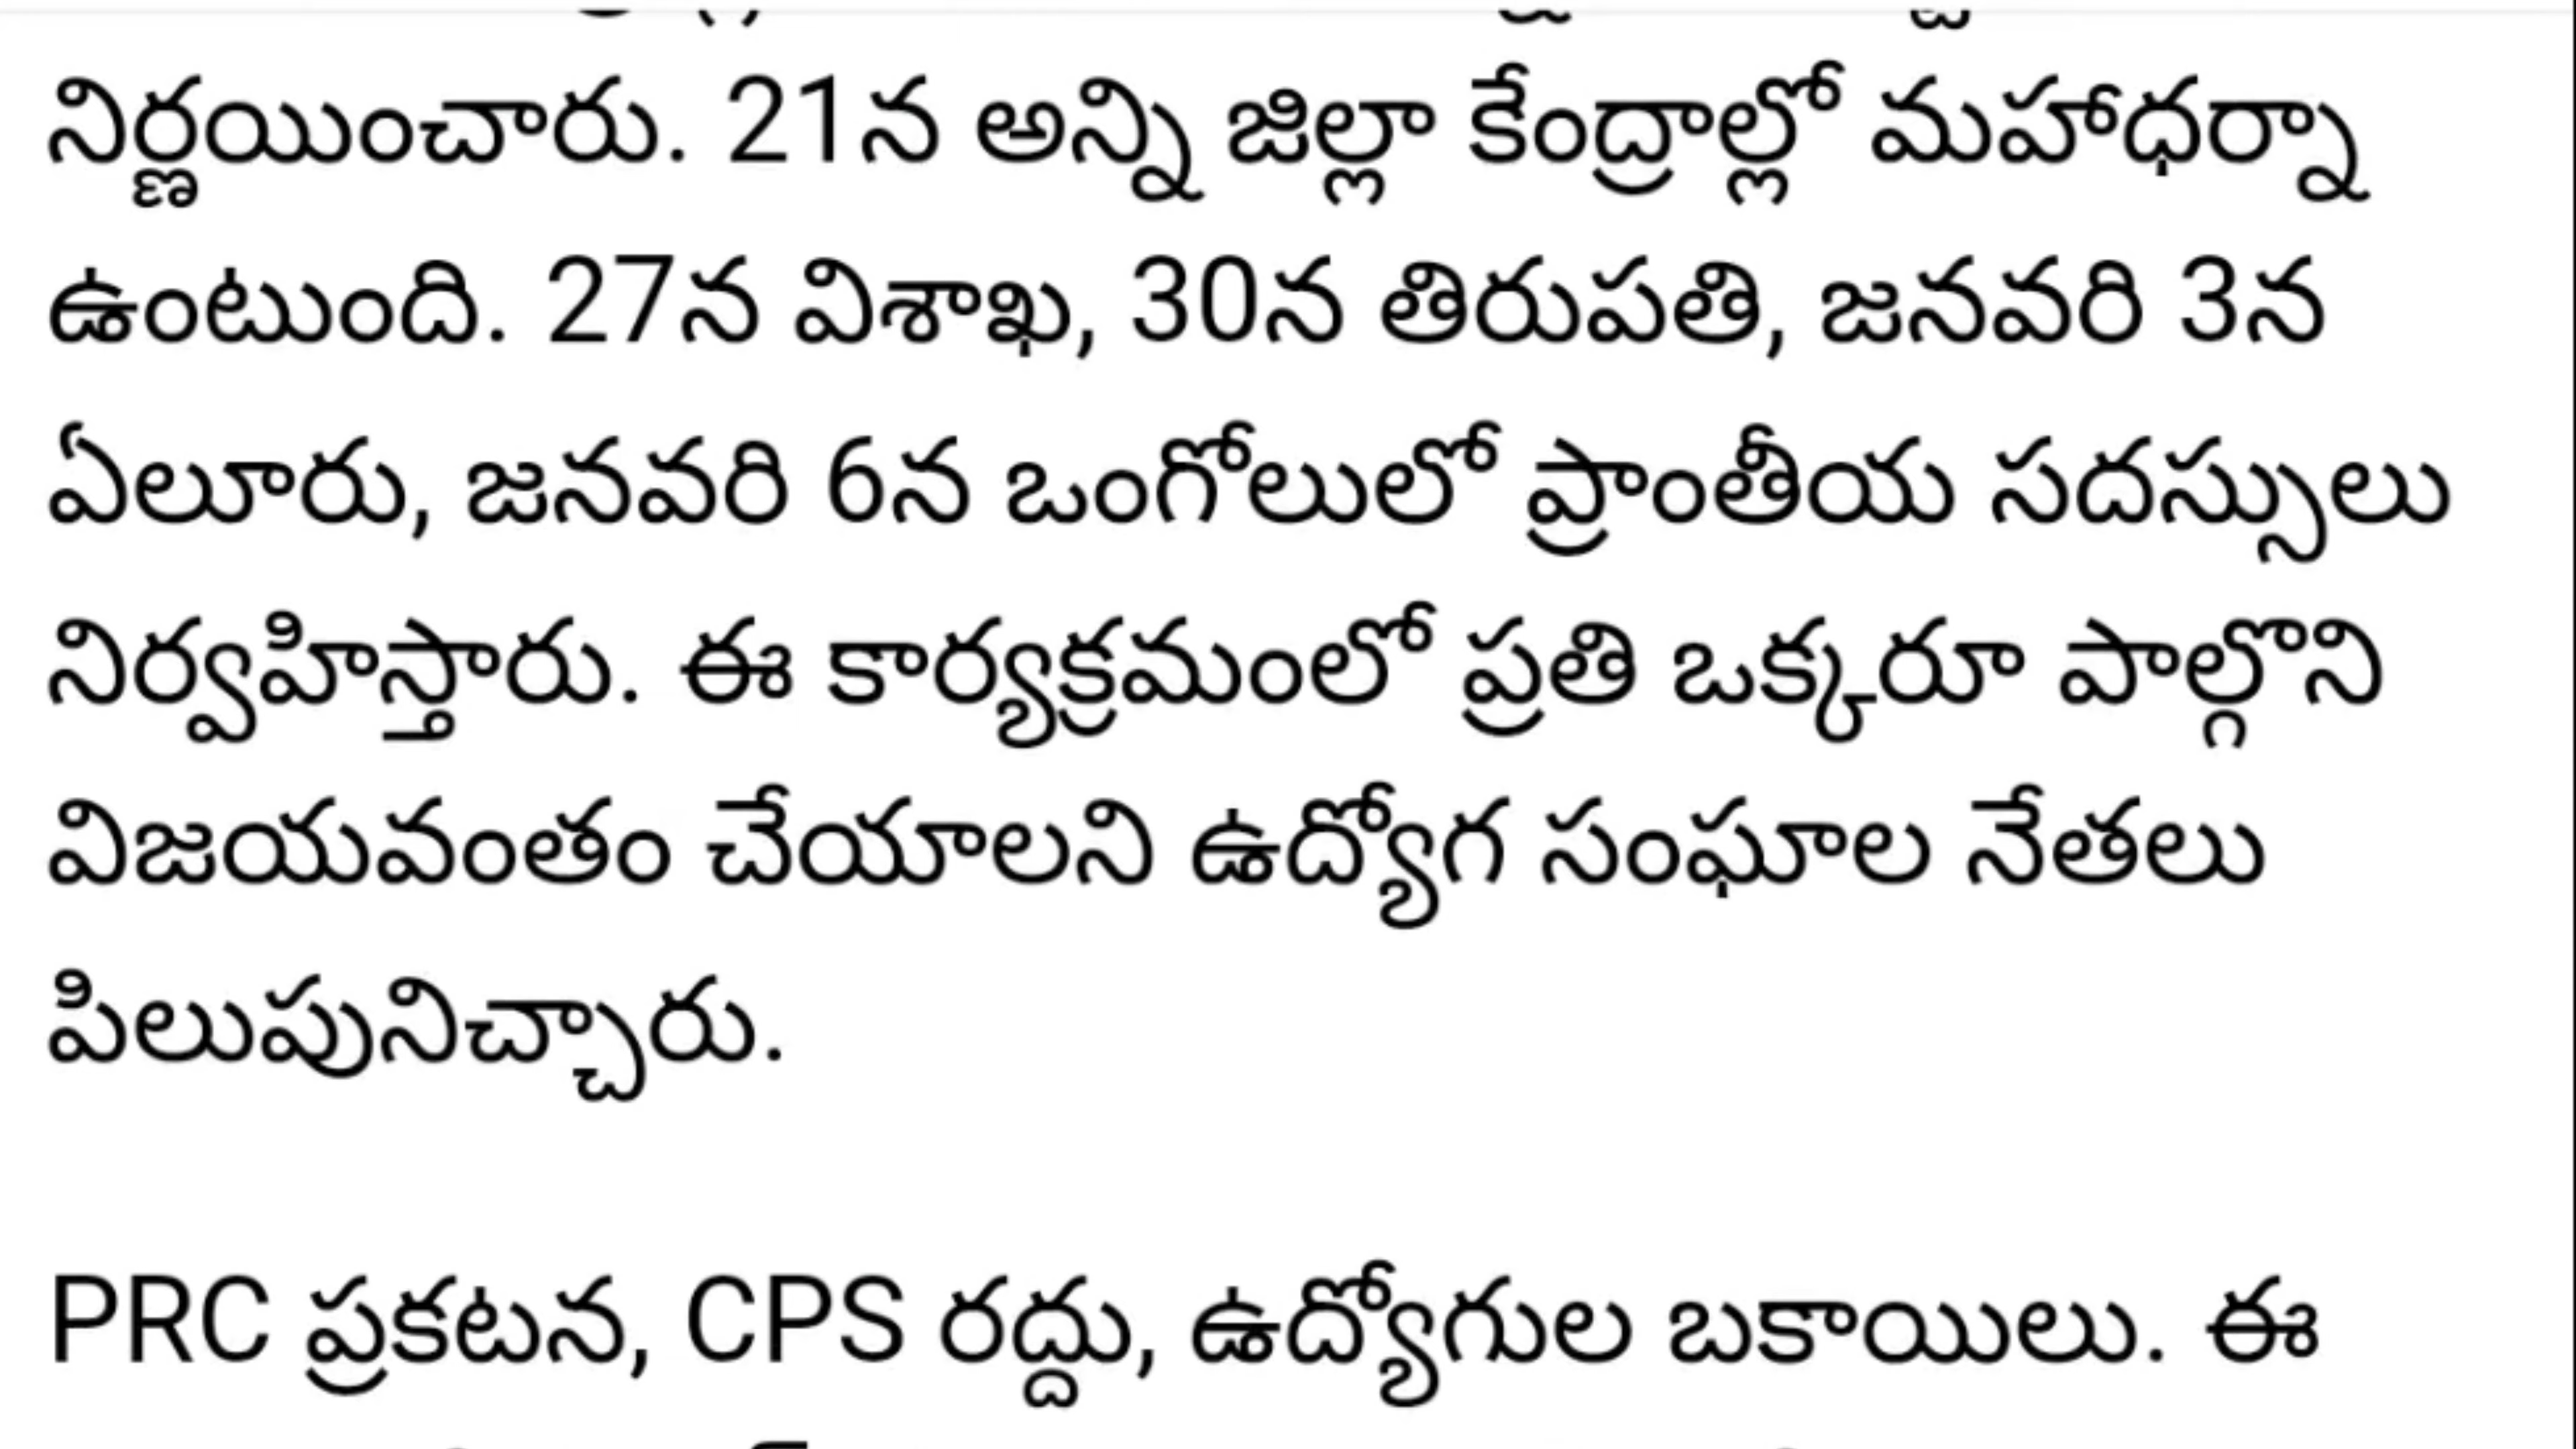 నిర్ణయించారు. 21న అన్ని జిల్లా కేంద్రాల్లో మహాధర్నా
ఉంటుంది. 27న విశాఖ, 30న తిరుపతి, జనవరి 3న
ఏలూరు, జనవరి 6న ఒంగోలులో ప్రాంతీయ సదస్సులు
నిర్వహిస్తారు. ఈ కార్యక్రమంలో ప్రతి ఒక్కరూ పాల్గొని
విజయవంతం చేయాలని ఉద్యోగ సంఘాల నేతలు
పిలుపునిచ్చారు.
PRC ప్రకటన, CPS రద్దు, ఉద్యోగుల బకాయిలు. ఈ